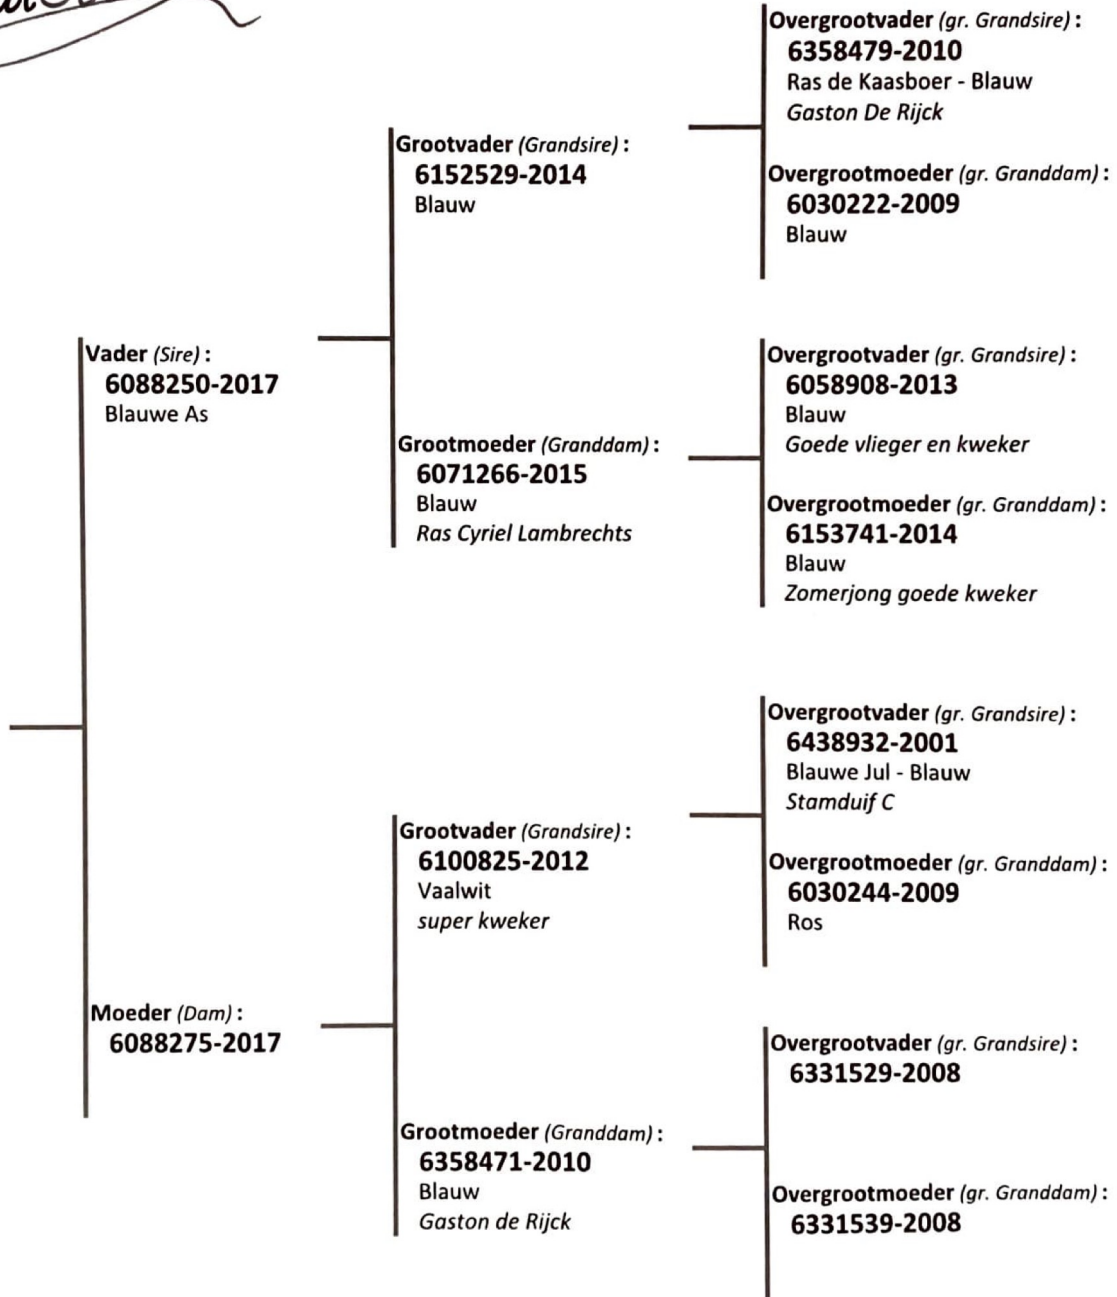 Overgrootvader (gr. Grandsire) :
6358479-2010
Ras de Kaasboer - Blauw
Gaston De Rijck
Grootvader (Grandsire) :
6152529-2014
Blauw
Overgrootmoeder (gr. Granddam) :
6030222-2009
Blauw
Vader (Sire) :
6088250-2017
Blauwe As
Overgrootvader (gr. Grandsire) :
6058908-2013
Blauw
Goede vlieger en kweker
Grootmoeder (Granddam) :
6071266-2015
Blauw
Ras Cyriel Lambrechts
Overgrootmoeder (gr. Granddam) :
6153741-2014
Blauw
Zomerjong goede kweker
Overgrootvader (gr. Grandsire) :
6438932-2001
Blauwe Jul - Blauw
Stamduif C
Grootvader (Grandsire) :
6100825-2012
Vaalwit
super kweker
Overgrootmoeder (gr. Granddam) :
6030244-2009
Ros
Moeder (Dam) :
6088275-2017
Overgrootvader (gr. Grandsire) :
6331529-2008
Grootmoeder (Granddam) :
6358471-2010
Blauw
Gaston de Rijck
Overgrootmoeder (gr. Granddam) :
6331539-2008